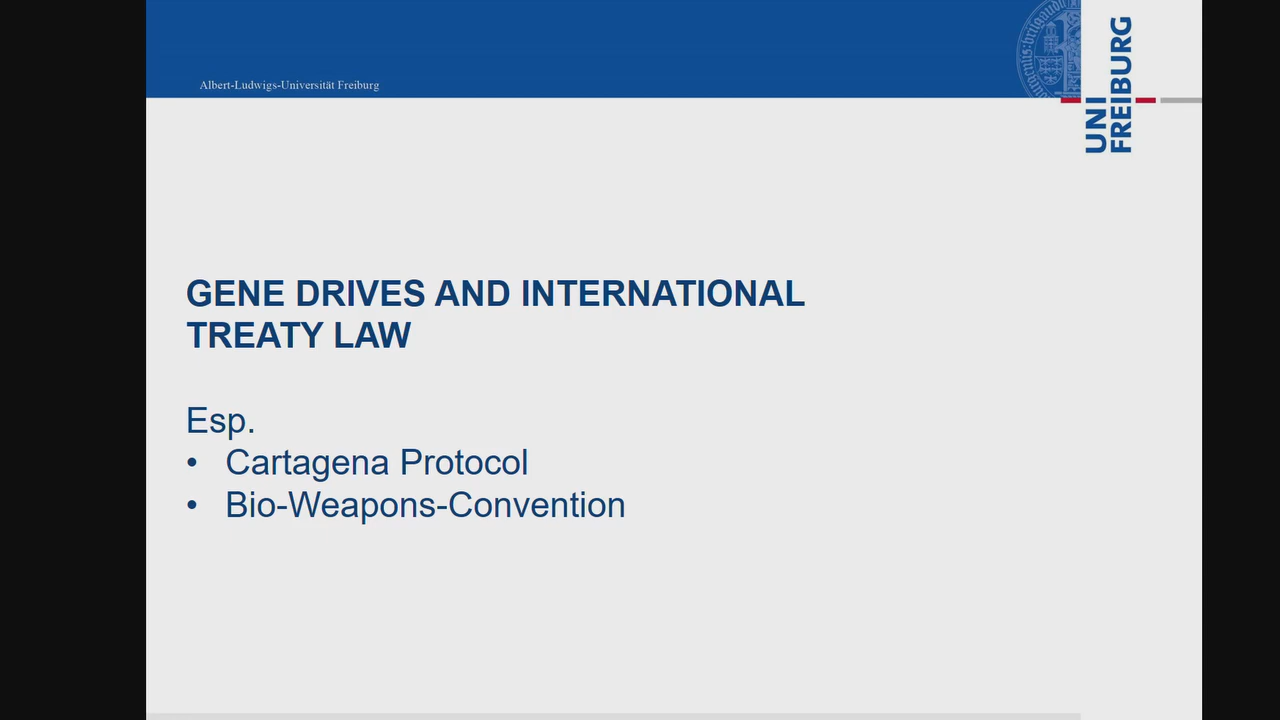 Albert-Ludwigs-Universität Freiburg
UNI
FREIBURG
GENE DRIVES AND INTERNATIONAL
TREATY LAW
Esp.
• Cartagena Protocol
• Bio-Weapons-Convention